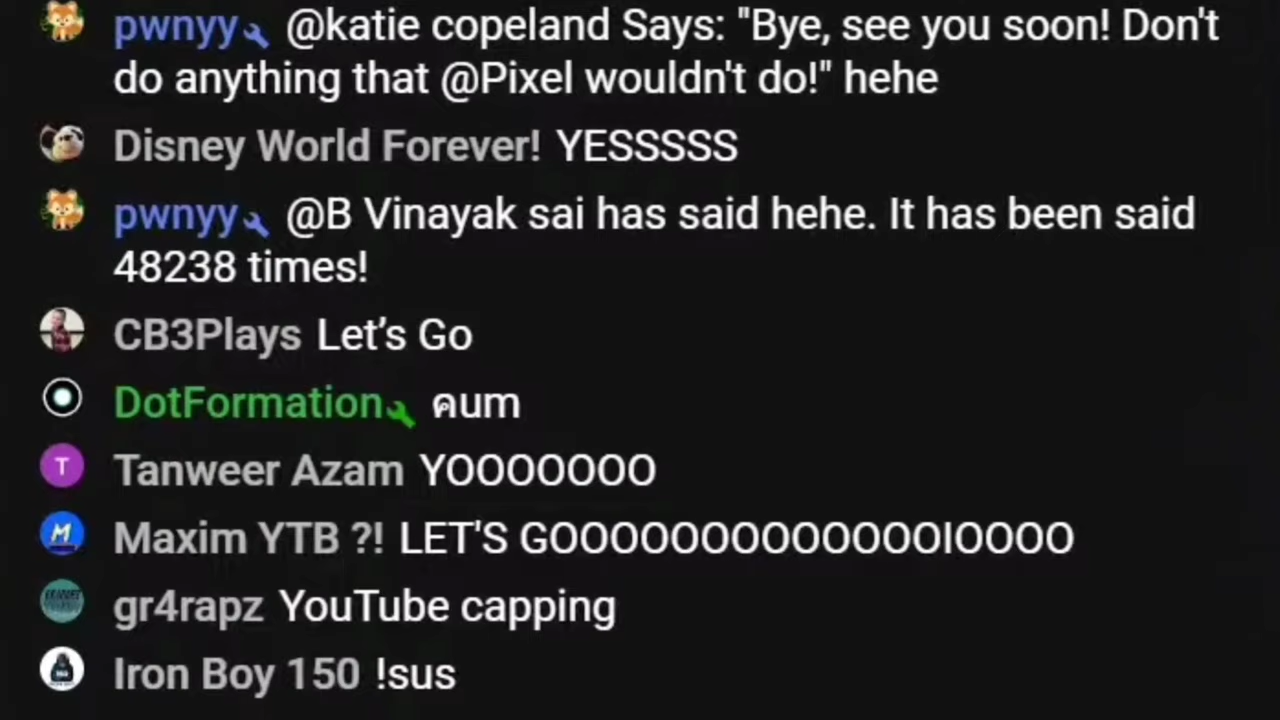 pwnyy @katie copeland Says: "Bye, see you soon! Don't
do anything that @Pixel wouldn't do!" hehe
Disney World Forever! YESSSSS
pwnyy @B Vinayak sai has said hehe. It has been said
48238 times!
CB3Plays Let’s Go
DotFormation คum
T Tanweer Azam YOOOOOOO
M Maxim YTB ?! LET'S GOOOOOOOOOOOOOOIOOOO
gr4rapz YouTube capping
Iron Boy 150 !sus